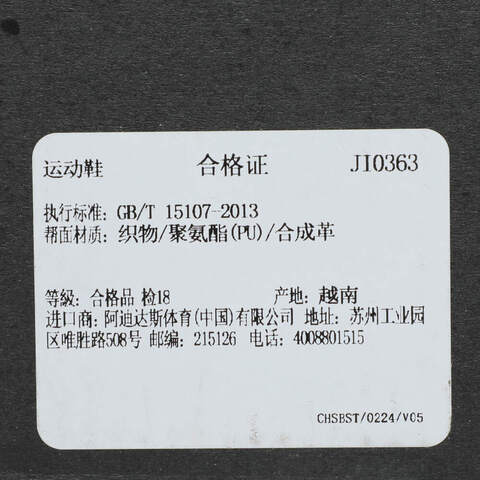 运动鞋 合格证 JI0363
执行标准: GB/T 15107-2013
帮面材质: 织物/聚氨酯(PU)/合成革
等级: 合格品 检18 产地: 越南
进口商: 阿迪达斯体育(中国)有限公司 地址: 苏州工业园
区唯胜路508号 邮编: 215126 电话: 4008801515
CHSBST/0224/V05